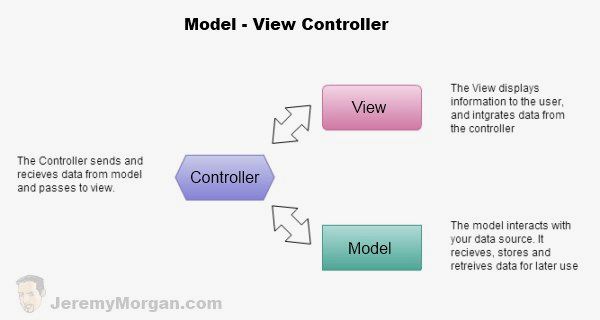 Model - View Controller
View
The View displays
information to the user,
and intgrates data from
the controller
The Controller sends and
recieves data from model
and passes to view.
Controller
Model
The model interacts with
your data source. It
recieves, stores and
retreives data for later use
JeremyMorgan.com